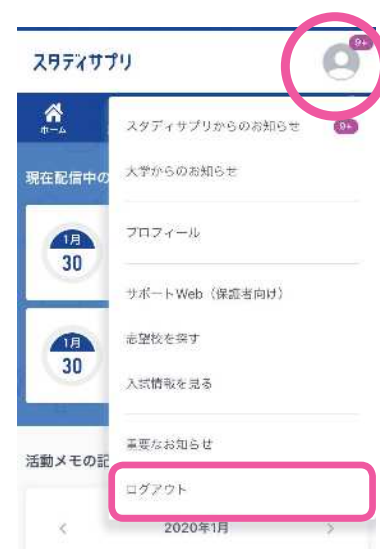 スタディサプリ
9+
ホーム
スタディサプリからのお知らせ
9+
現在配信中の
大学からのお知らせ
1月
30
プロフィール
サポートWeb（保護者向け）
1月
30
志望校を探す
入試情報を見る
重要なお知らせ
活動メモの記
ログアウト
<
2020年1月
>